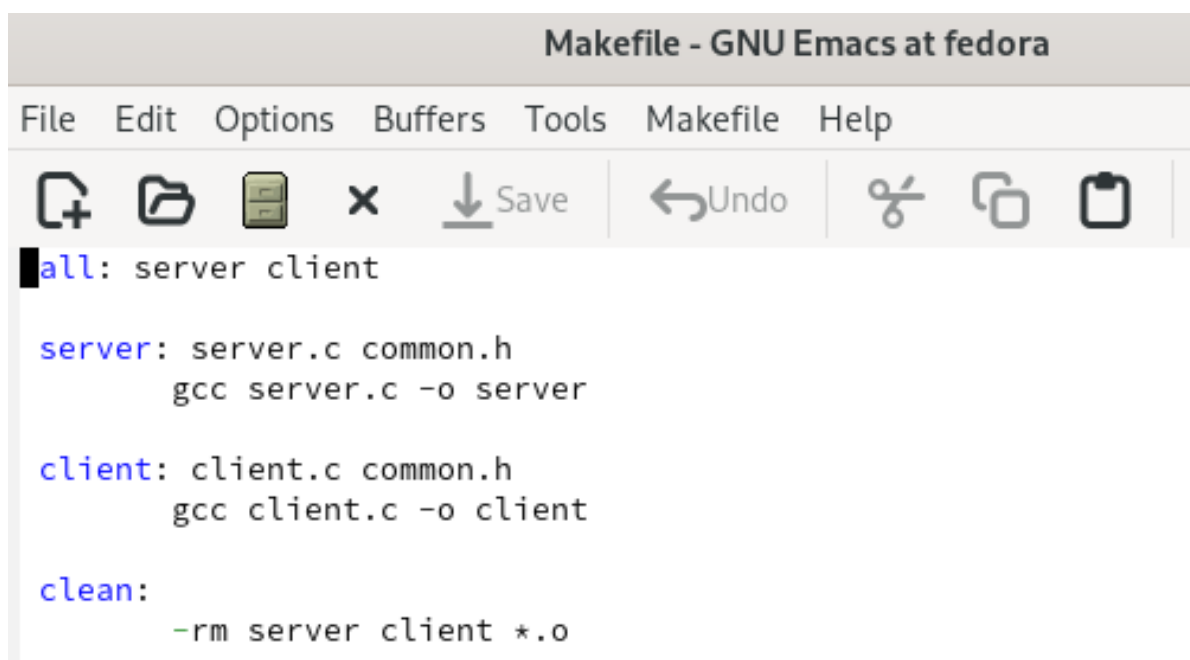 Makefile - GNU Emacs at fedora
File Edit Options Buffers Tools Makefile Help
Save Undo
all: server client
server: server.c common.h
gcc server.c -o server
client: client.c common.h
gcc client.c -o client
clean:
-rm server client *.o